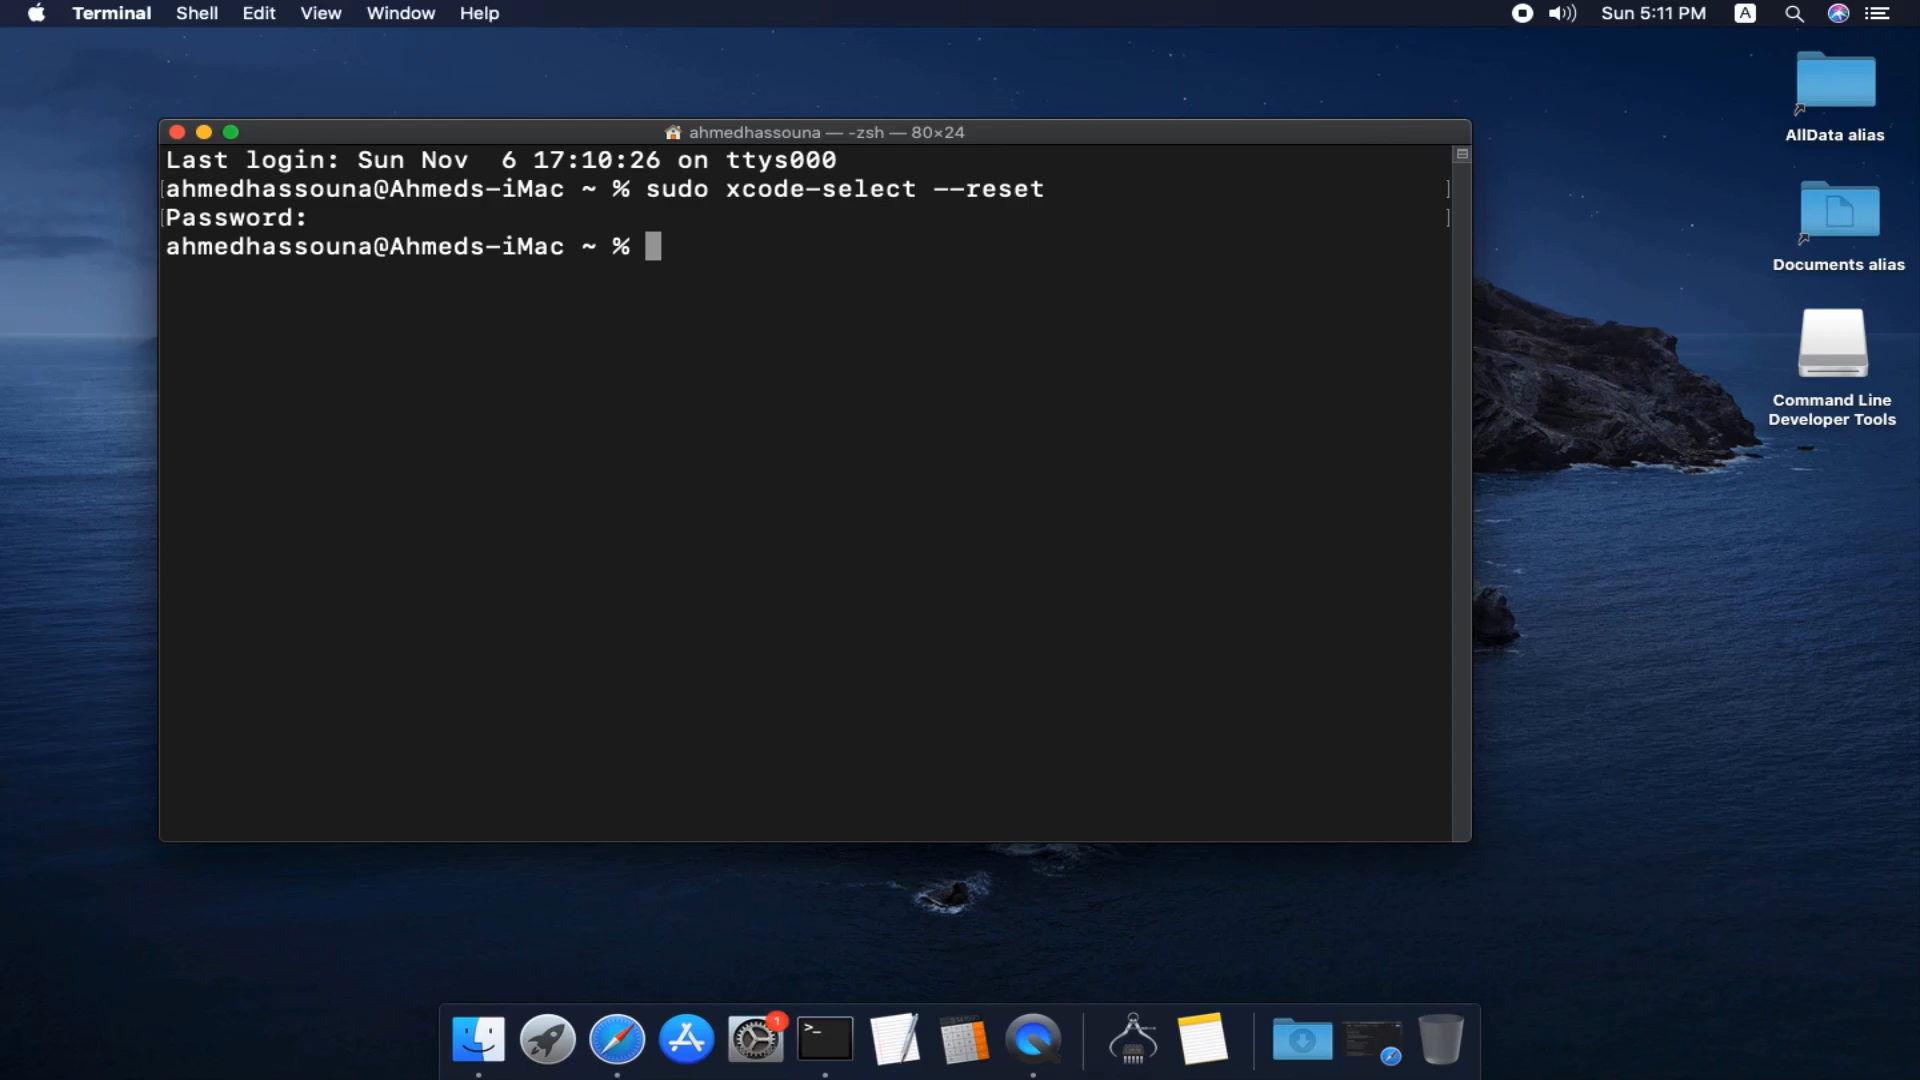 Terminal Shell Edit View Window Help Sun 5:11 PM A
ahmedhassouna — -zsh — 80×24
Last login: Sun Nov  6 17:10:26 on ttys000
[ahmedhassouna@Ahmeds-iMac ~ % sudo xcode-select --reset ]
[Password: ]
ahmedhassouna@Ahmeds-iMac ~ %
AllData alias
Documents alias
Command Line
Developer Tools
1
>_